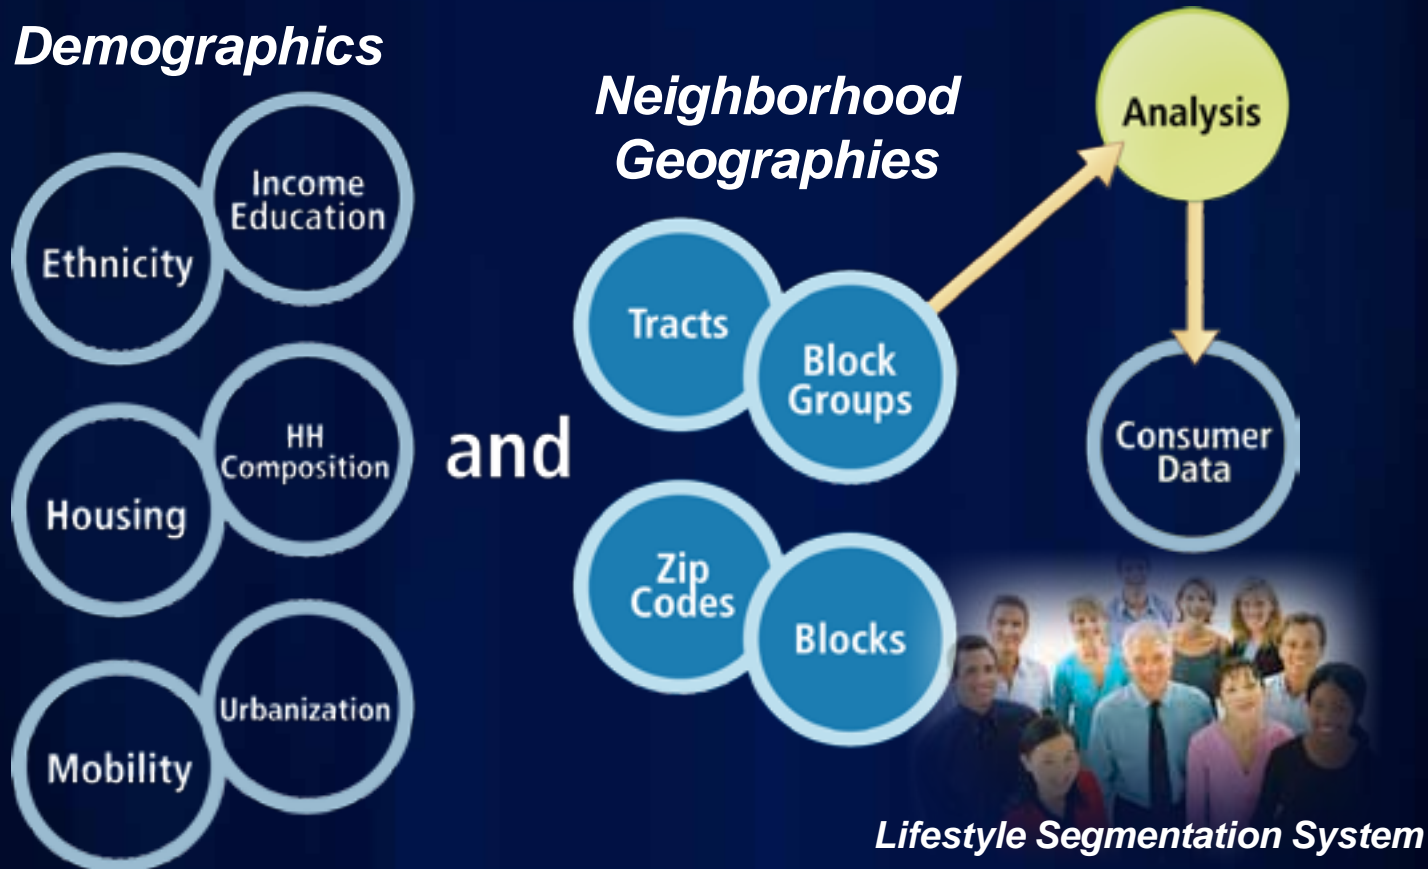 Demographics
Income
Education
Ethnicity
HH
Composition
Housing
Urbanization
Mobility
and
Neighborhood
Geographies
Tracts
Block
Groups
Zip
Codes
Blocks
Analysis
Consumer
Data
Lifestyle Segmentation System